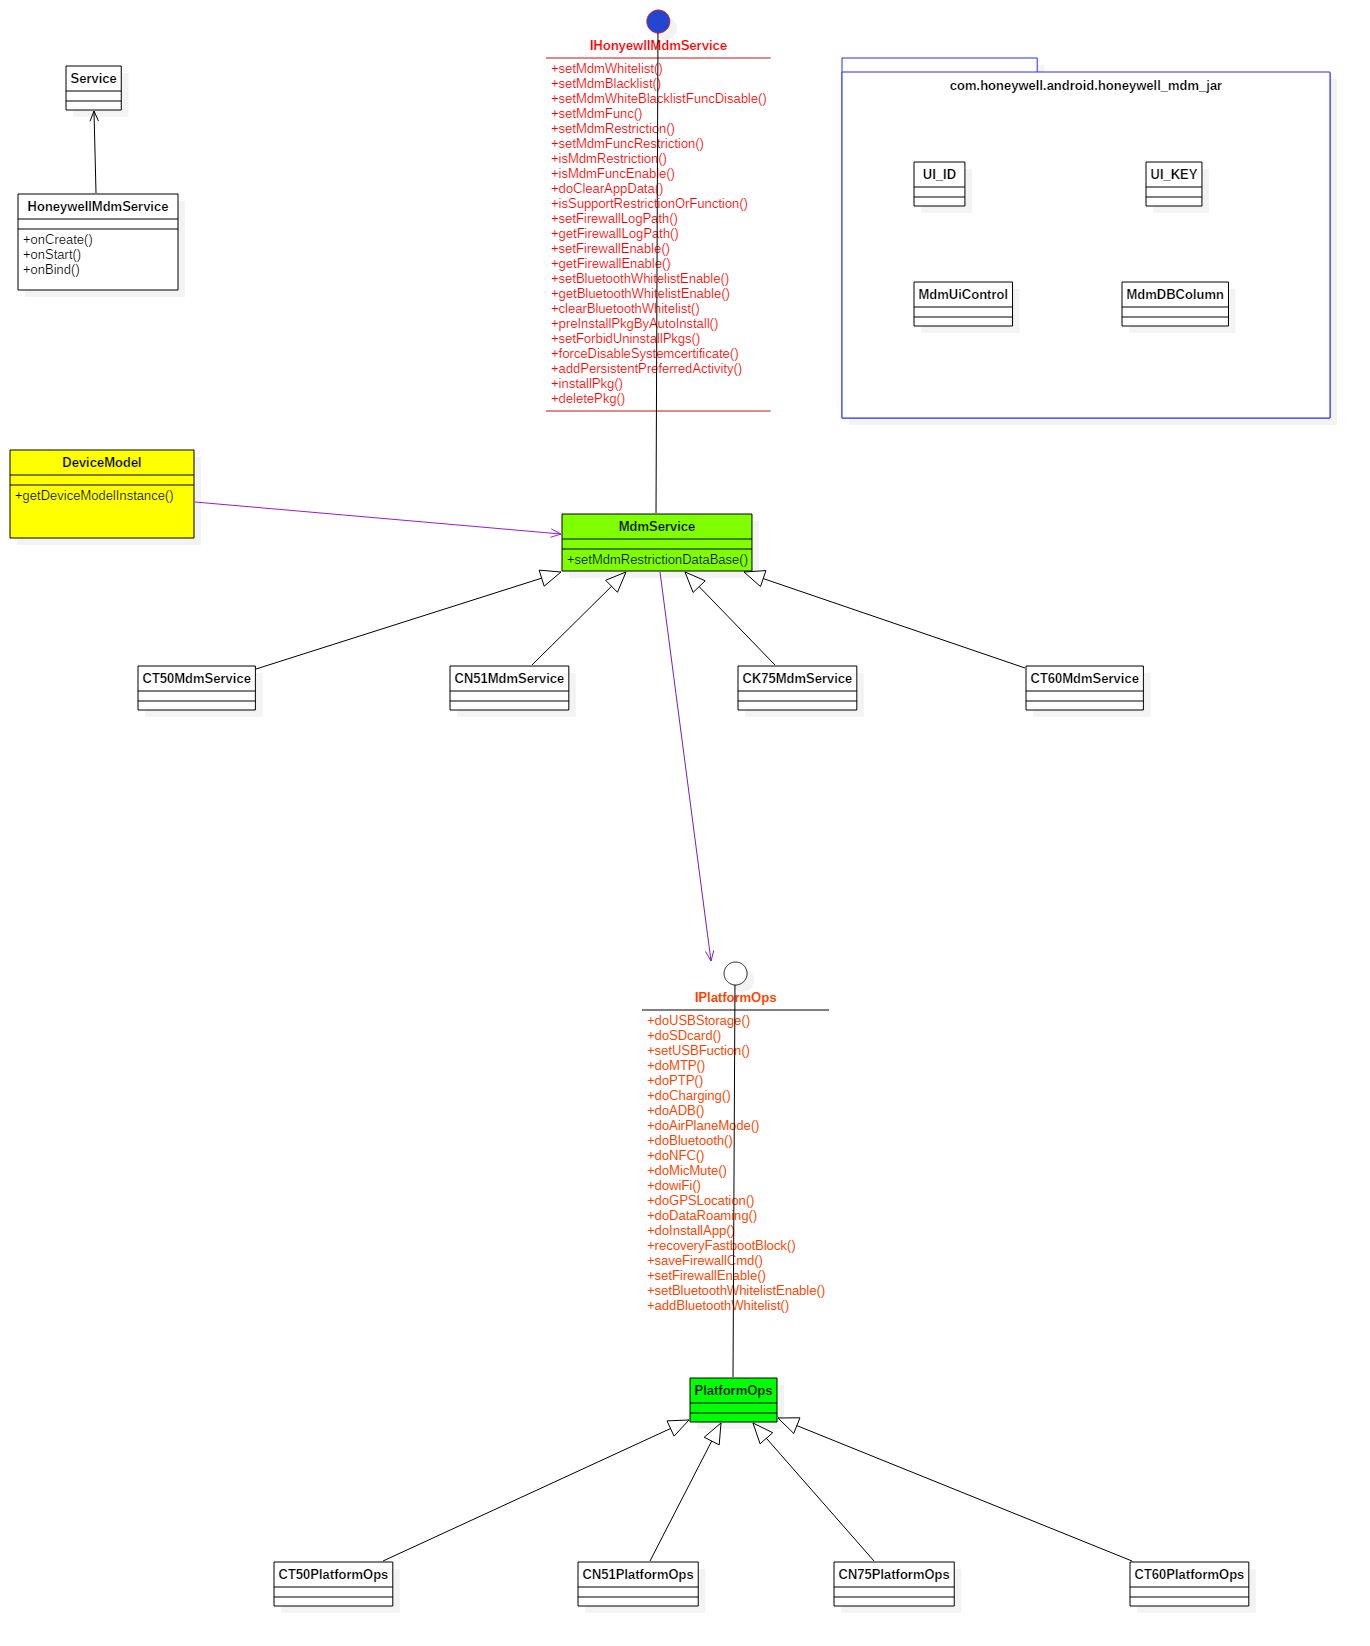 Service
HoneywellMdmService
+onCreate()
+onStart()
+onBind()
IHonyewllMdmService
+setMdmWhitelist()
+setMdmBlacklist()
+setMdmWhiteBlacklistFuncDisable()
+setMdmFunc()
+setMdmRestriction()
+setMdmFuncRestriction()
+isMdmRestriction()
+isMdmFuncEnable()
+doClearAppData()
+isSupportRestrictionOrFunction()
+setFirewallLogPath()
+getFirewallLogPath()
+setFirewallEnable()
+getFirewallEnable()
+setBluetoothWhitelistEnable()
+getBluetoothWhitelistEnable()
+clearBluetoothWhitelist()
+preInstallPkgByAutoInstall()
+setForbidUninstallPkgs()
+forceDisableSystemcertificate()
+addPersistentPreferredActivity()
+installPkg()
+deletePkg()
com.honeywell.android.honeywell_mdm_jar
UI_ID
UI_KEY
MdmUiControl
MdmDBColumn
DeviceModel
+getDeviceModelInstance()
MdmService
+setMdmRestrictionDataBase()
CT50MdmService
CN51MdmService
CK75MdmService
CT60MdmService
IPlatformOps
+doUSBStorage()
+doSDcard()
+setUSBFuction()
+doMTP()
+doPTP()
+doCharging()
+doADB()
+doAirPlaneMode()
+doBluetooth()
+doNFC()
+doMicMute()
+dowiFi()
+doGPSLocation()
+doDataRoaming()
+doInstallApp()
+recoveryFastbootBlock()
+saveFirewallCmd()
+setFirewallEnable()
+setBluetoothWhitelistEnable()
+addBluetoothWhitelist()
PlatformOps
CT50PlatformOps
CN51PlatformOps
CN75PlatformOps
CT60PlatformOps